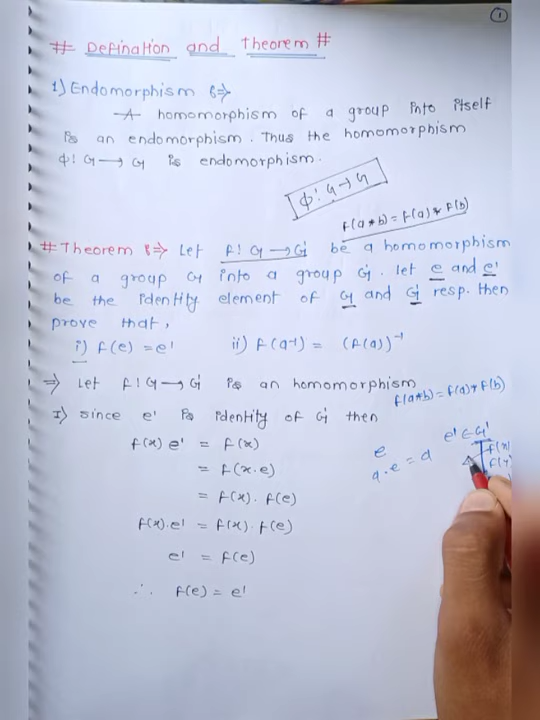 1
# Defination and theorem #
1) Endomorphism :⇒
A homomorphism of a group into itself
is an endomorphism. Thus the homomorphism
φ: G → G is endomorphism.
φ: G → G
f(a*b) = f(a) * f(b)
# Theorem :⇒ Let f: G → G' be a homomorphism
of a group G into a group G'. let e and e'
be the identity element of G and G' resp. then
prove that,
i) f(e) = e' ii) f(a⁻¹) = (f(a))⁻¹
⇒ Let f: G → G' is an homomorphism
f(a*b) = f(a) * f(b)
I) since e' is identity of G' then
f(x) e' = f(x)
= f(x.e)
= f(x). f(e)
f(x).e' = f(x). f(e)
e' = f(e)
∴ f(e) = e'
e
a.e = a
e' ∈ G'
f(x)